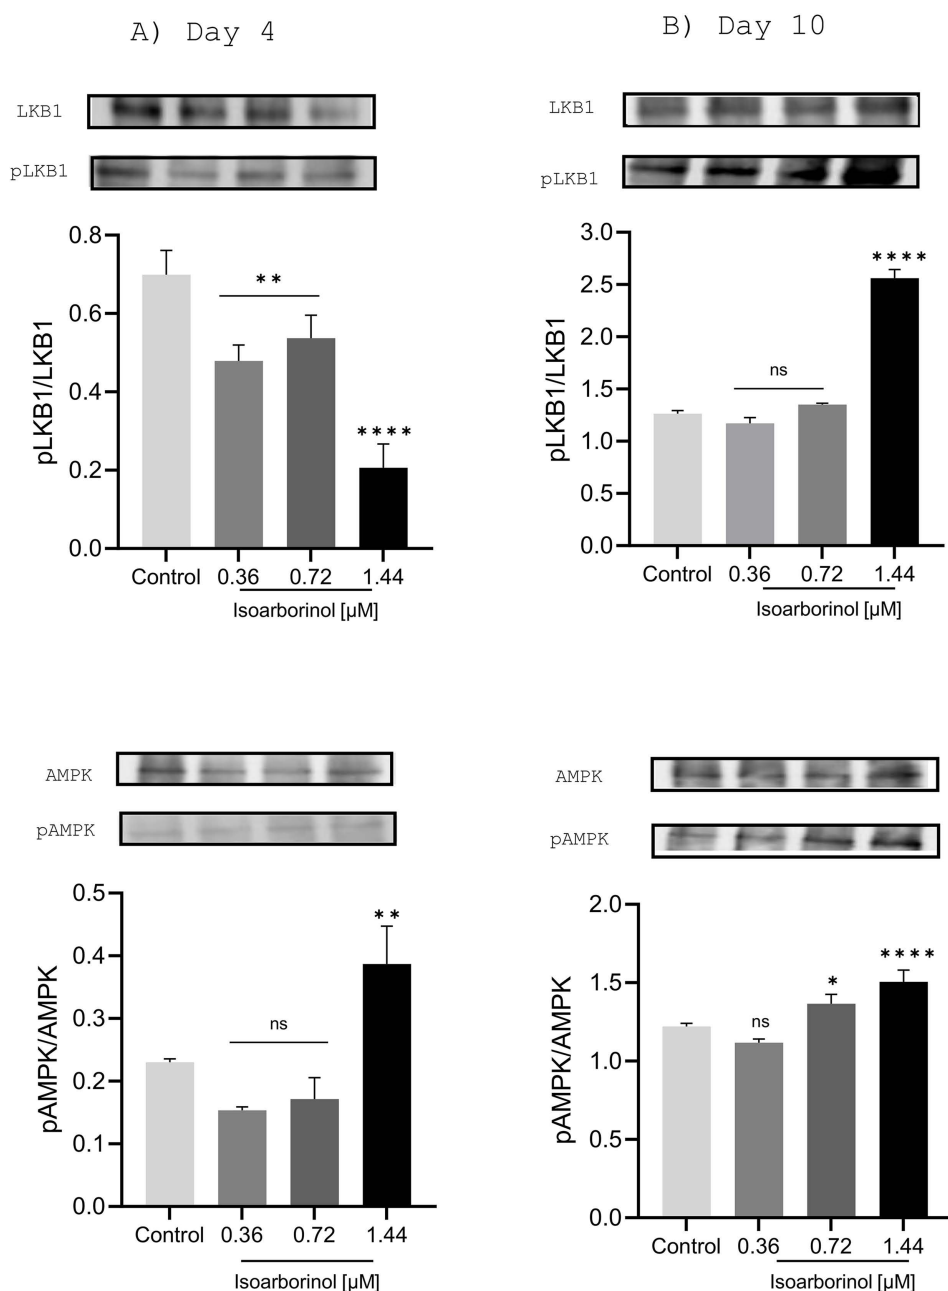 A) Day 4
LKB1
pLKB1
pLKB1/LKB1
0.8
0.6
0.4
0.2
0.0
**
****
Control 0.36 0.72 1.44
Isoarborinol [µM]
B) Day 10
LKB1
pLKB1
pLKB1/LKB1
3.0
2.5
2.0
1.5
1.0
0.5
0.0
ns
****
Control 0.36 0.72 1.44
Isoarborinol [µM]
AMPK
pAMPK
pAMPK/AMPK
0.5
0.4
0.3
0.2
0.1
0.0
ns
**
Control 0.36 0.72 1.44
Isoarborinol [µM]
AMPK
pAMPK
pAMPK/AMPK
2.0
1.5
1.0
0.5
0.0
ns
*
****
Control 0.36 0.72 1.44
Isoarborinol [µM]